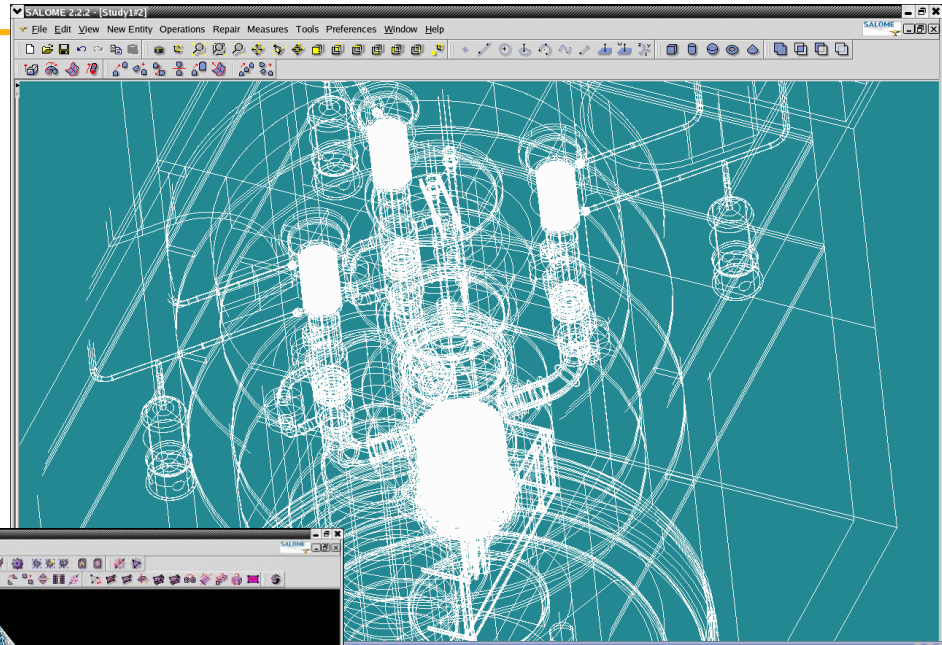 SALOME 2.2.2 - [Study1#2]
File Edit View New Entity Operations Repair Measures Tools Preferences Window Help
SALOME
SALOME